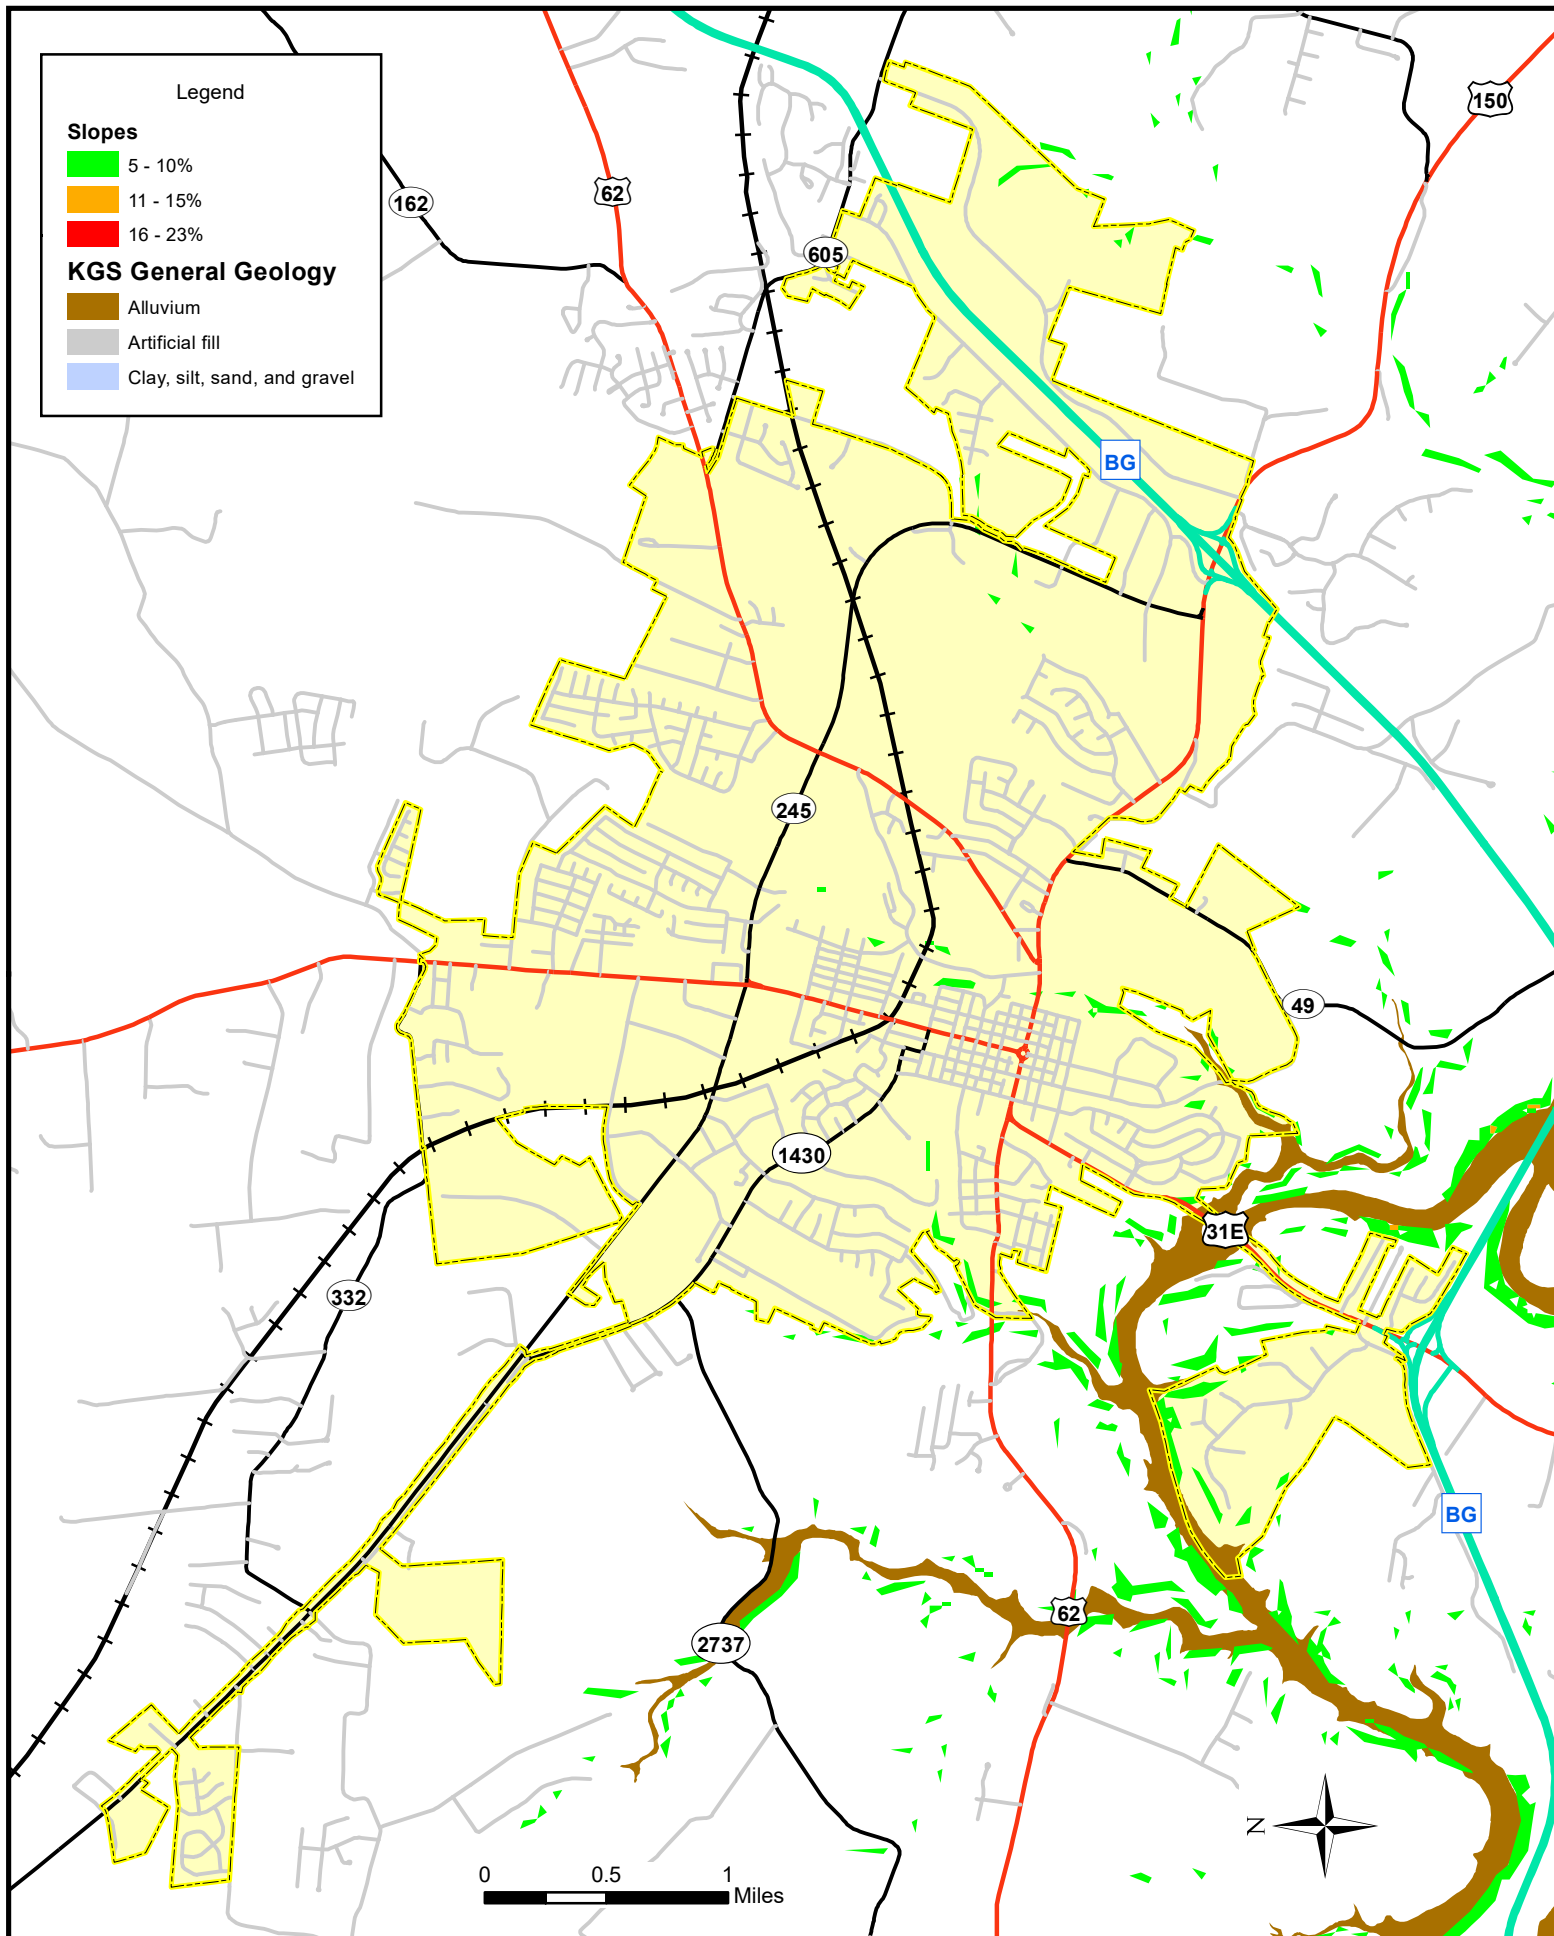 Legend
Slopes
5 - 10%
11 - 15%
16 - 23%
KGS General Geology
Alluvium
Artificial fill
Clay, silt, sand, and gravel
150
62
162
605
BG
245
49
1430
31E
332
BG
62
2737
N
0 0.5 1
Miles